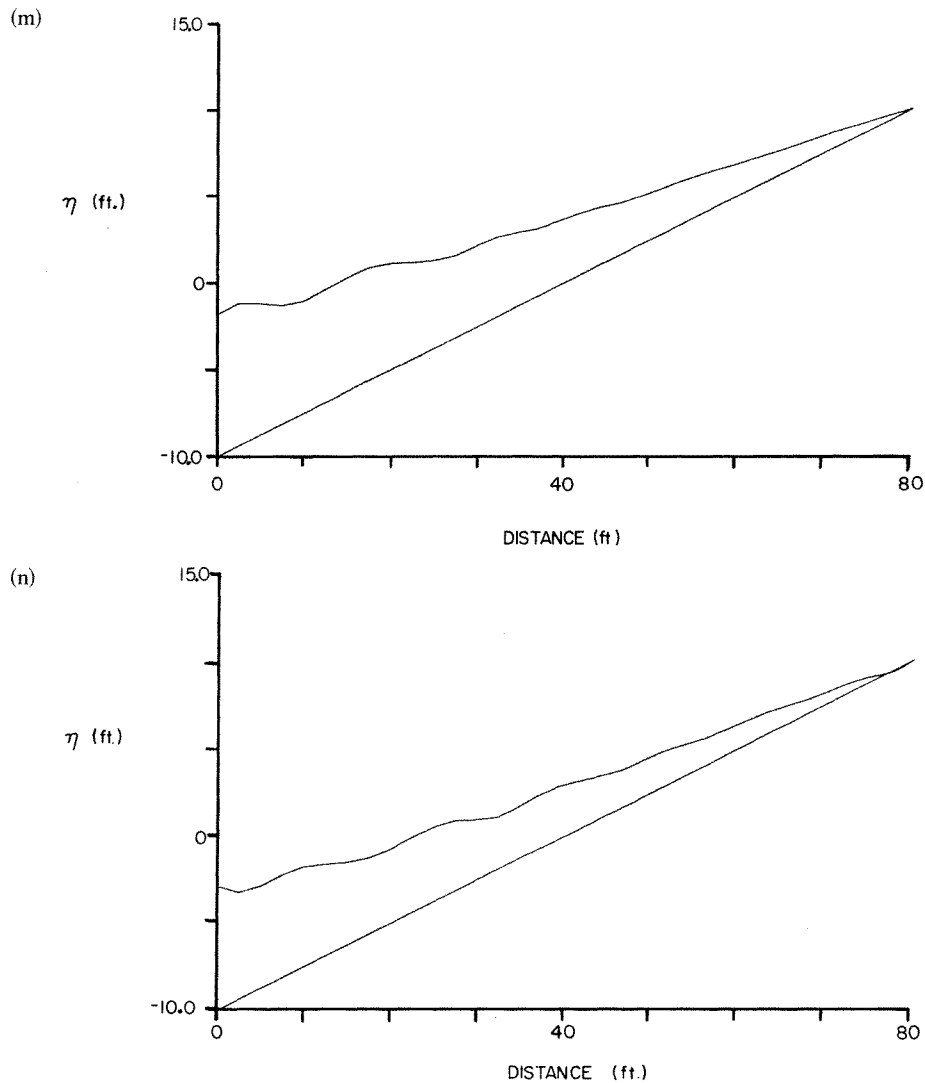 (m)
15.0
η (ft.)
0
-10.0
0 40 80
DISTANCE (ft)
(n)
15.0
η (ft.)
0
-10.0
0 40 80
DISTANCE (ft.)